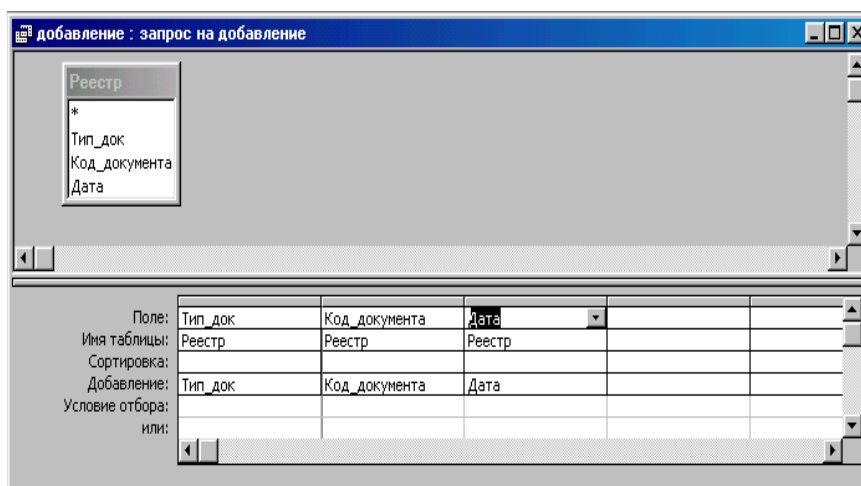 добавление : запрос на добавление
Реестр
*
Тип_док
Код_документа
Дата
Поле: Тип_док Код_документа Дата
Имя таблицы: Реестр Реестр Реестр
Сортировка:
Добавление: Тип_док Код_документа Дата
Условие отбора:
или: